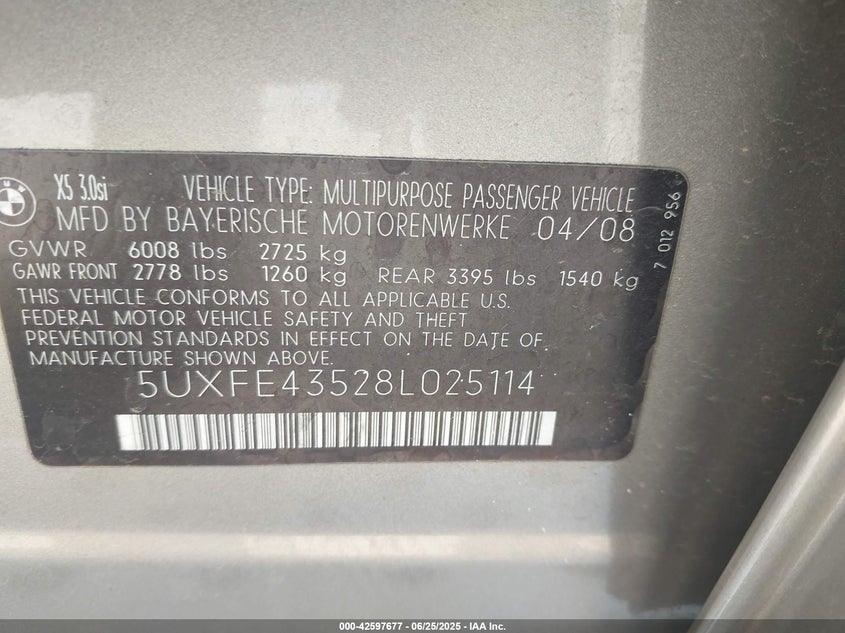 BMW
X5 3.0si VEHICLE TYPE: MULTIPURPOSE PASSENGER VEHICLE
MFD BY BAYERISCHE MOTORENWERKE 04/08
GVWR 6008 lbs 2725 kg
GAWR FRONT 2778 lbs 1260 kg REAR 3395 lbs 1540 kg
THIS VEHICLE CONFORMS TO ALL APPLICABLE U.S.
FEDERAL MOTOR VEHICLE SAFETY AND THEFT
PREVENTION STANDARDS IN EFFECT ON THE DATE OF
MANUFACTURE SHOWN ABOVE.
5UXFE43528L025114
7 012 956
000-42597677 - 06/25/2025 - IAA Inc.